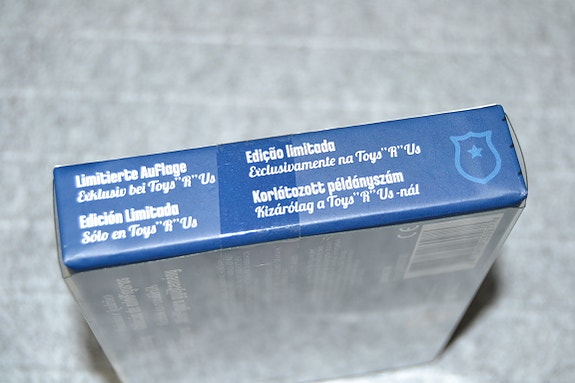 Limitierte Auflage
Exklusiv bei Toys"R"Us
Edición Limitada
Sólo en Toys"R"Us
Edição limitada
Exclusivamente na Toys"R"Us
Korlátozott példányszám
Kizárólag a Toys"R"Us -nál